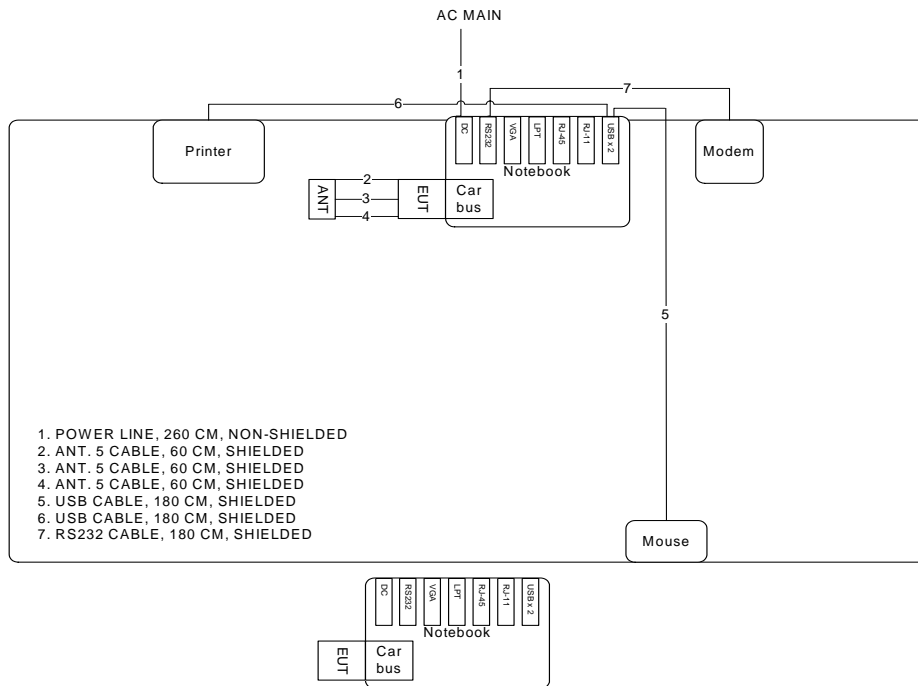 AC MAIN
1
7
6
DC
RS232
VGA
LPT
RJ-45
RJ-11
USB x 2
Printer
Modem
Notebook
ANT
2
3
4
EUT
Car
bus
5
1. POWER LINE, 260 CM, NON-SHIELDED
2. ANT. 5 CABLE, 60 CM, SHIELDED
3. ANT. 5 CABLE, 60 CM, SHIELDED
4. ANT. 5 CABLE, 60 CM, SHIELDED
5. USB CABLE, 180 CM, SHIELDED
6. USB CABLE, 180 CM, SHIELDED
7. RS232 CABLE, 180 CM, SHIELDED
Mouse
DC
RS232
VGA
LPT
RJ-45
RJ-11
USB x 2
Notebook
EUT
Car
bus